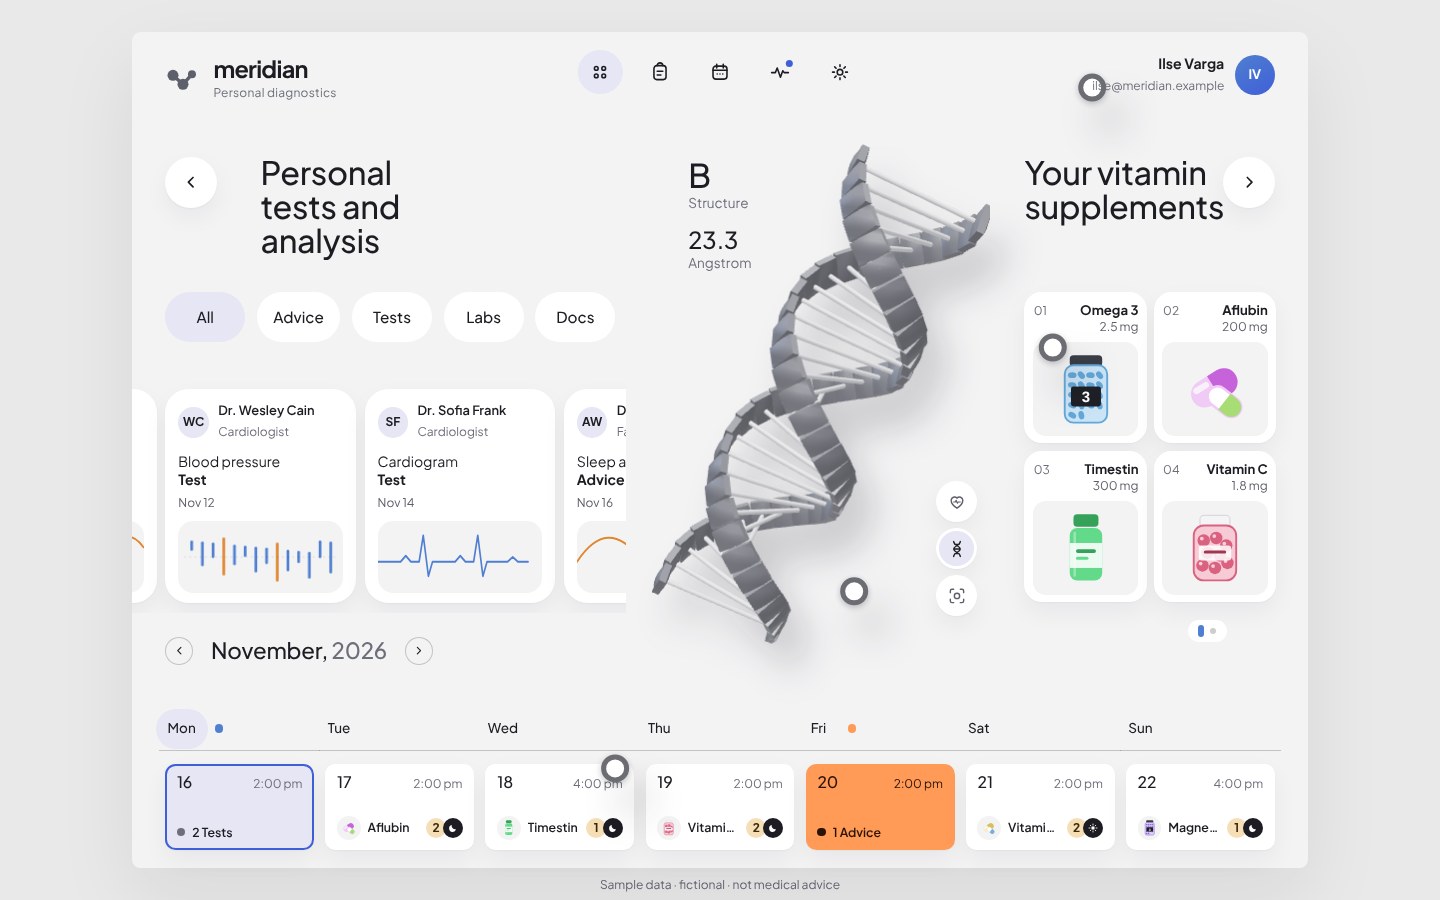 meridian
Personal diagnostics
Ilse Varga
ilse@meridian.example
IV
Personal
tests and
analysis
B
Structure
23.3
Angstrom
Your vitamin
supplements
All
Advice
Tests
Labs
Docs
WC
Dr. Wesley Cain
Cardiologist
Blood pressure
Test
Nov 12
SF
Dr. Sofia Frank
Cardiologist
Cardiogram
Test
Nov 14
AW
D
Fa
Sleep a
Advice
Nov 16
01
Omega 3
2.5 mg
3
02
Aflubin
200 mg
03
Timestin
300 mg
04
Vitamin C
1.8 mg
November, 2026
Mon
Tue
Wed
Thu
Fri
Sat
Sun
16
2:00 pm
2 Tests
17
2:00 pm
Aflubin
2
18
4:00 pm
Timestin
1
19
2:00 pm
Vitami...
2
20
2:00 pm
1 Advice
21
2:00 pm
Vitami...
2
22
4:00 pm
Magne...
1
Sample data · fictional · not medical advice